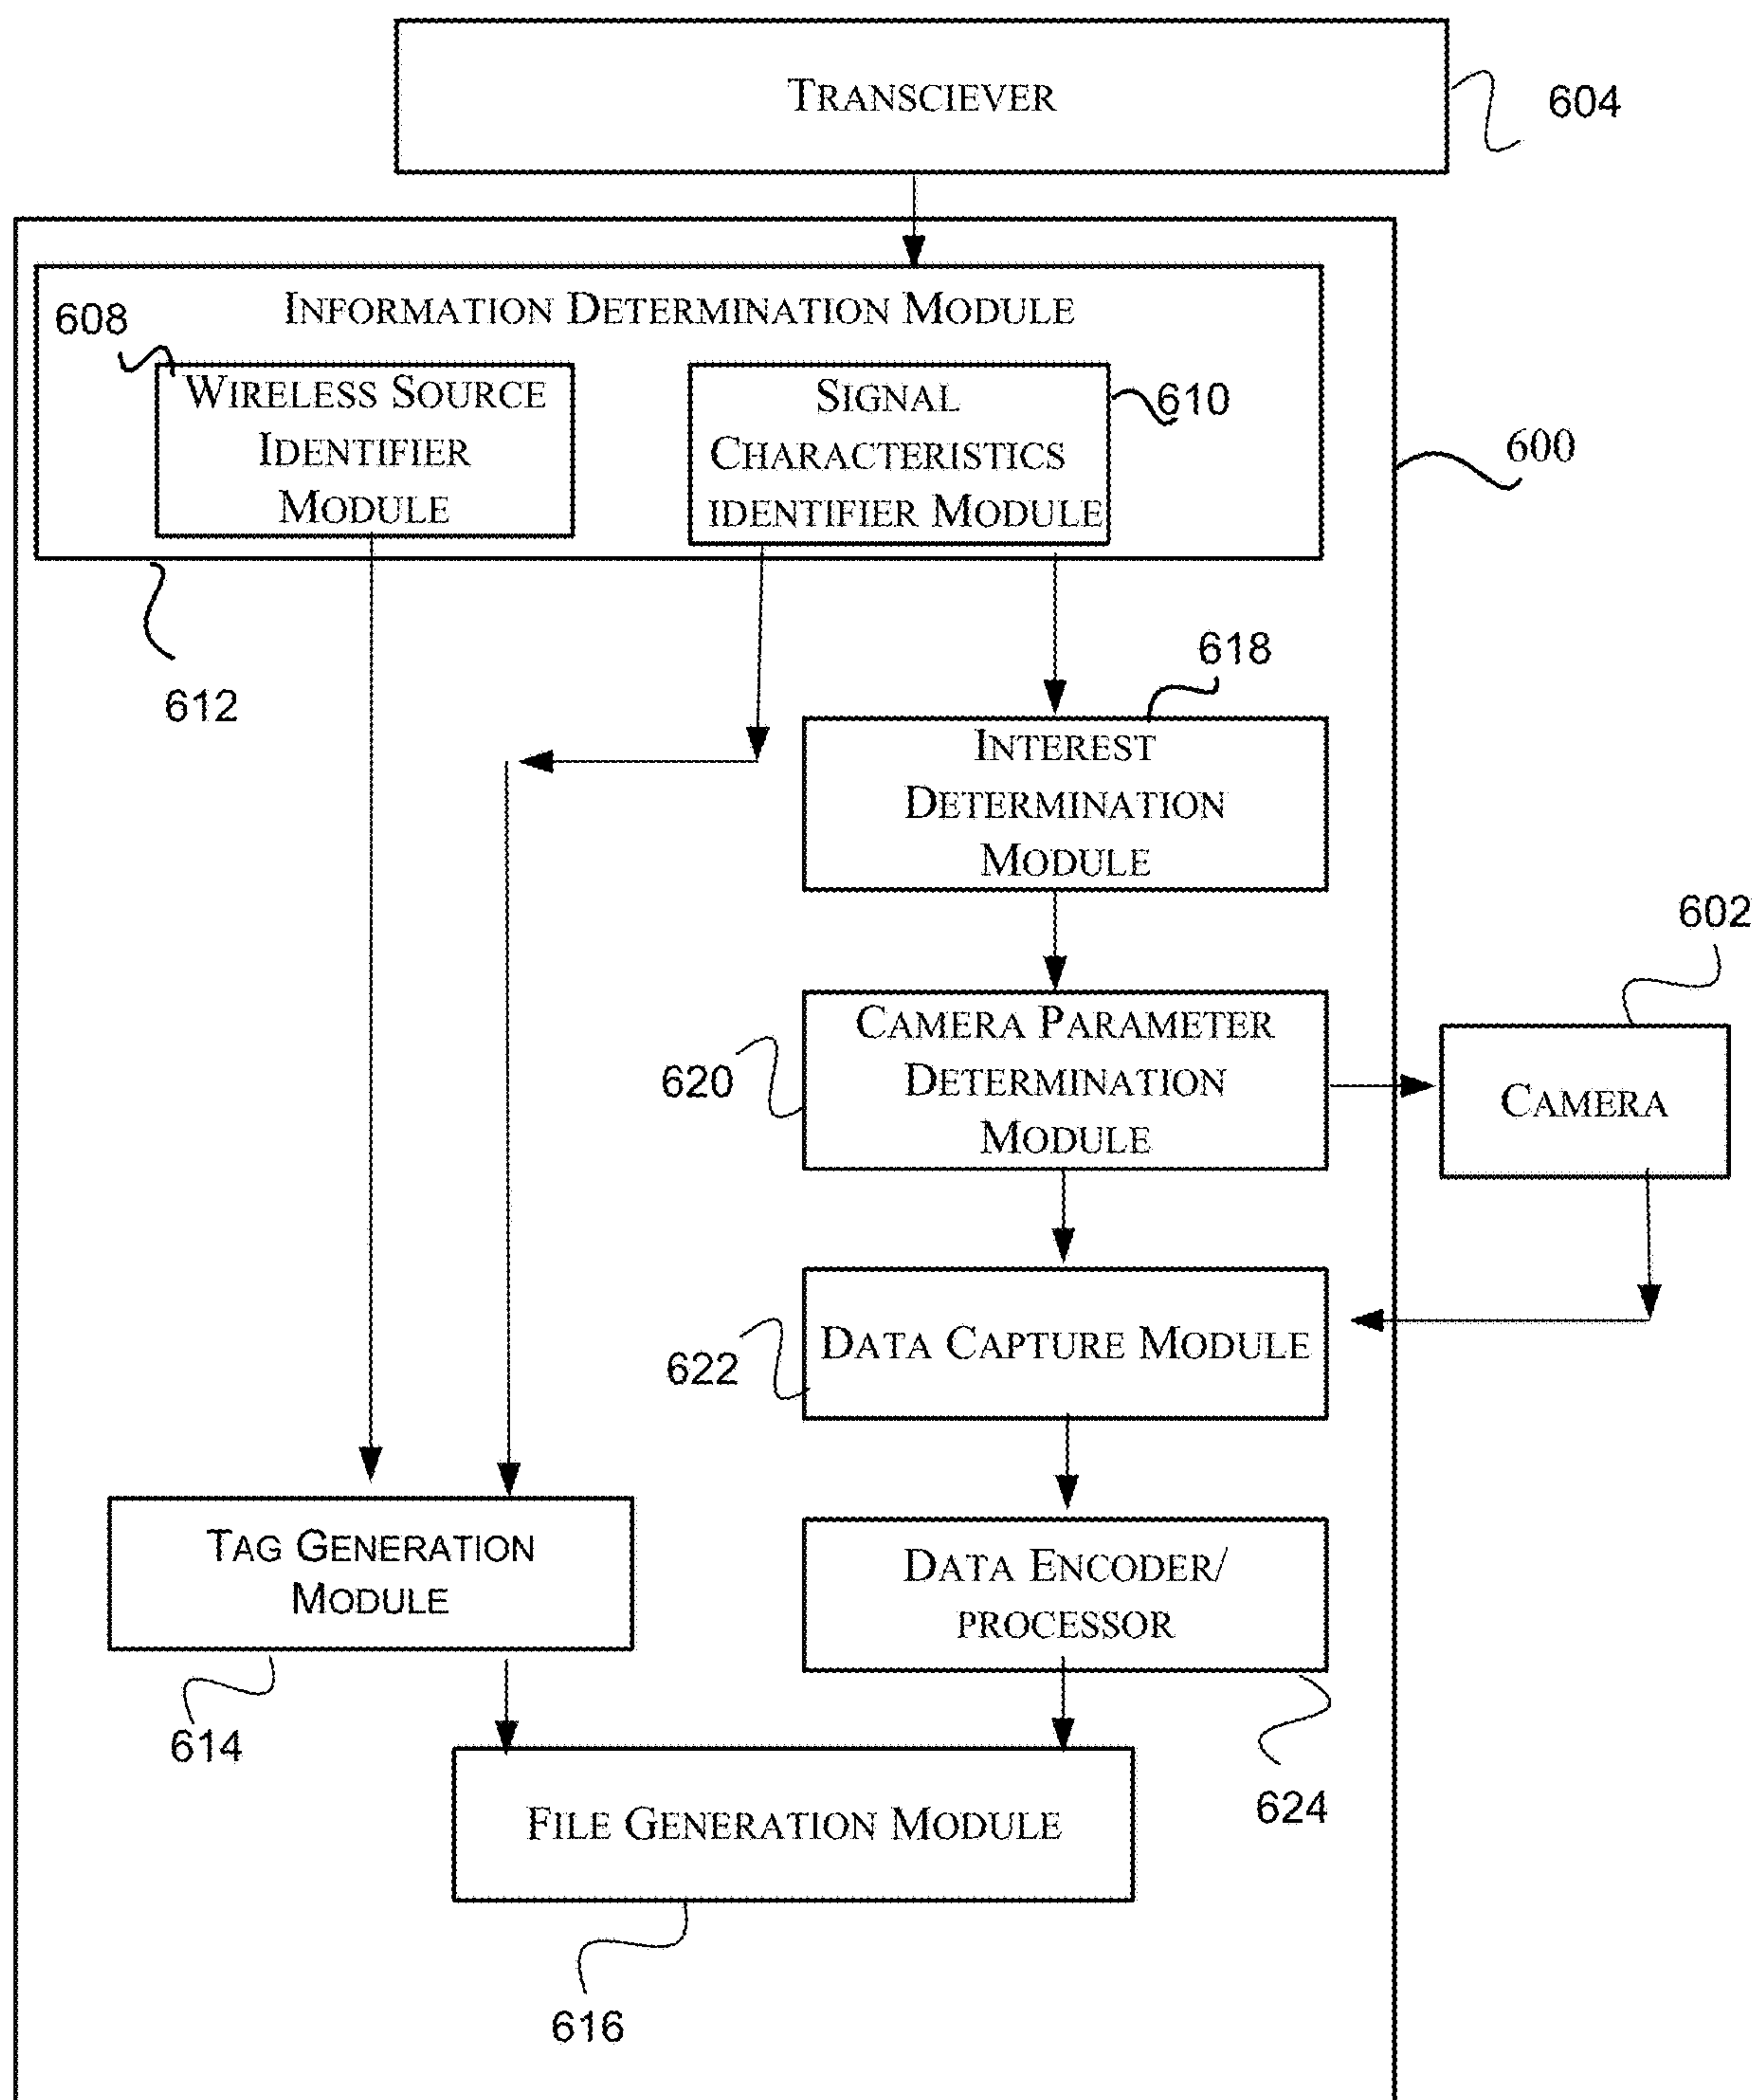 TRANSCIEVER
604
INFORMATION DETERMINATION MODULE
608
WIRELESS SOURCE
IDENTIFIER
MODULE
SIGNAL
CHARACTERISTICS
IDENTIFIER MODULE
610
600
612
618
INTEREST
DETERMINATION
MODULE
602
CAMERA PARAMETER
DETERMINATION
MODULE
620
CAMERA
DATA CAPTURE MODULE
622
TAG GENERATION
MODULE
DATA ENCODER/
PROCESSOR
614
624
FILE GENERATION MODULE
616